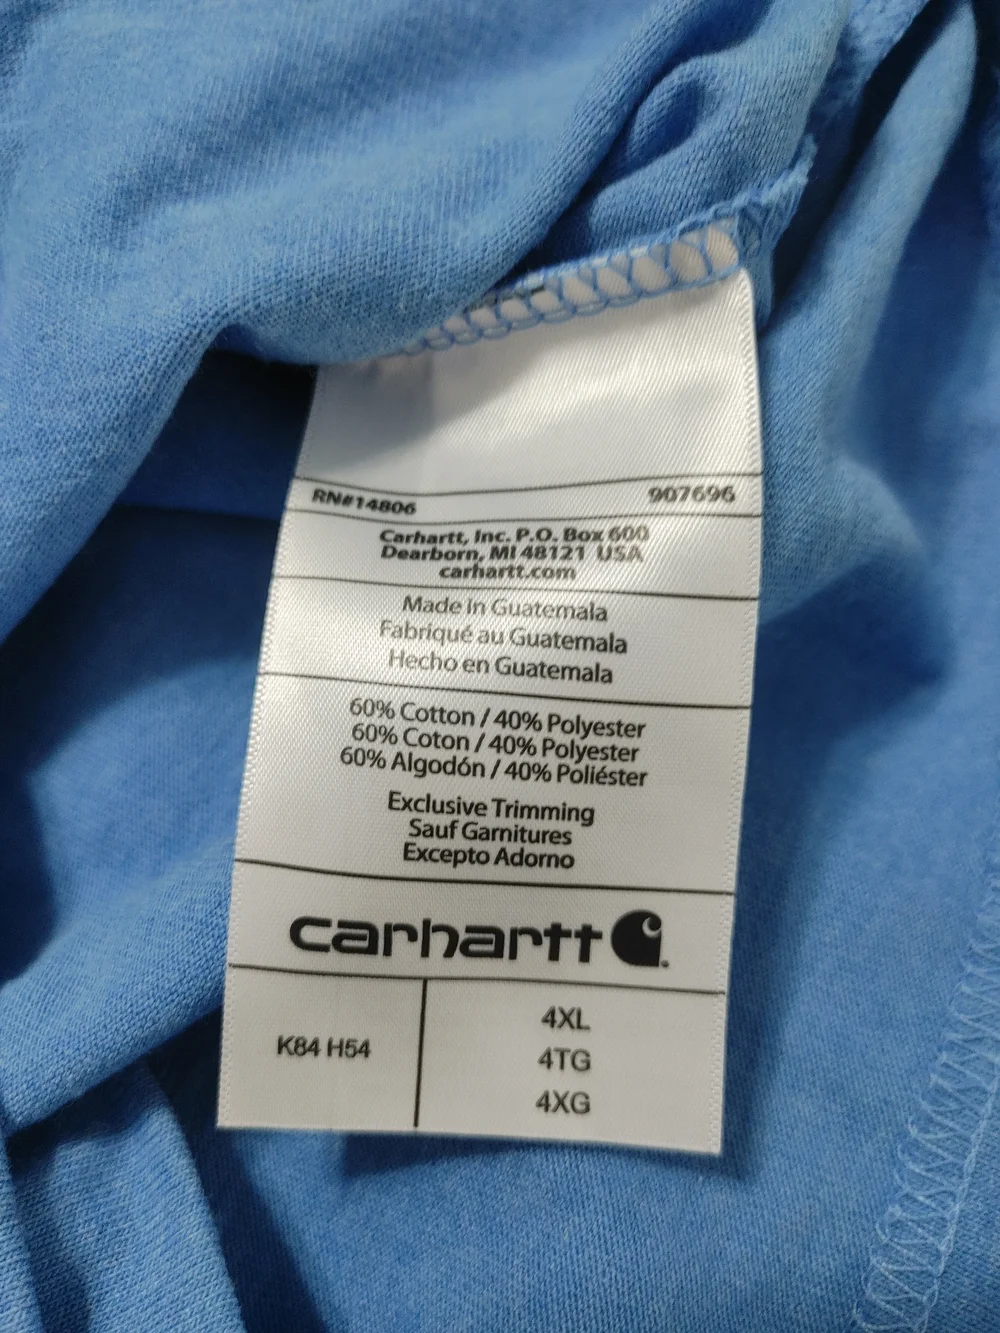 RN#14806 907696
Carhartt, Inc. P.O. Box 600
Dearborn, MI 48121 USA
carhartt.com
Made in Guatemala
Fabriqué au Guatemala
Hecho en Guatemala
60% Cotton / 40% Polyester
60% Coton / 40% Polyester
60% Algodón / 40% Poliéster
Exclusive Trimming
Sauf Garnitures
Excepto Adorno
carhartt
K84 H54
4XL
4TG
4XG